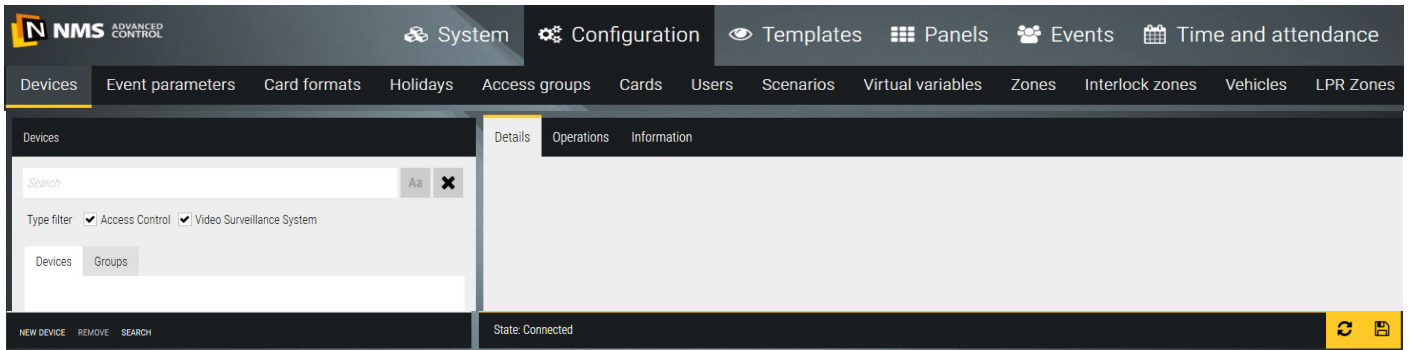 N NMS ADVANCED CONTROL System Configuration Templates Panels Events Time and attendance
Devices Event parameters Card formats Holidays Access groups Cards Users Scenarios Virtual variables Zones Interlock zones Vehicles LPR Zones
Devices Details Operations Information
Search Aa
Type filter Access Control Video Surveillance System
Devices Groups
NEW DEVICE REMOVE SEARCH State: Connected